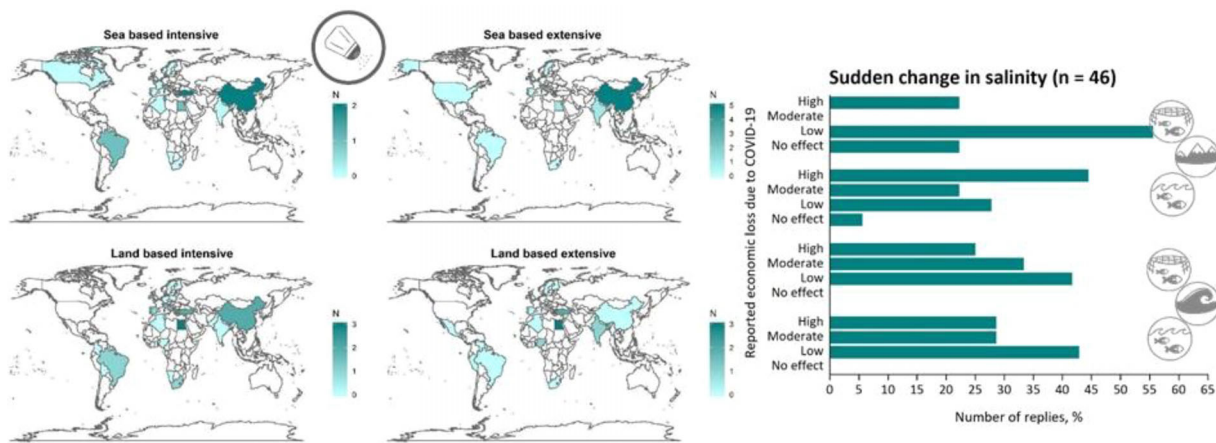 Sea based intensive
N
2
1
0
Sea based extensive
N
5
4
3
2
1
0
Land based intensive
N
3
2
1
0
Land based extensive
N
3
2
1
0
Sudden change in salinity (n = 46)
Reported economic loss due to COVID-19
High
Moderate
Low
No effect
High
Moderate
Low
No effect
High
Moderate
Low
No effect
High
Moderate
Low
No effect
0 5 10 15 20 25 30 35 40 45 50 55 60 65
Number of replies, %